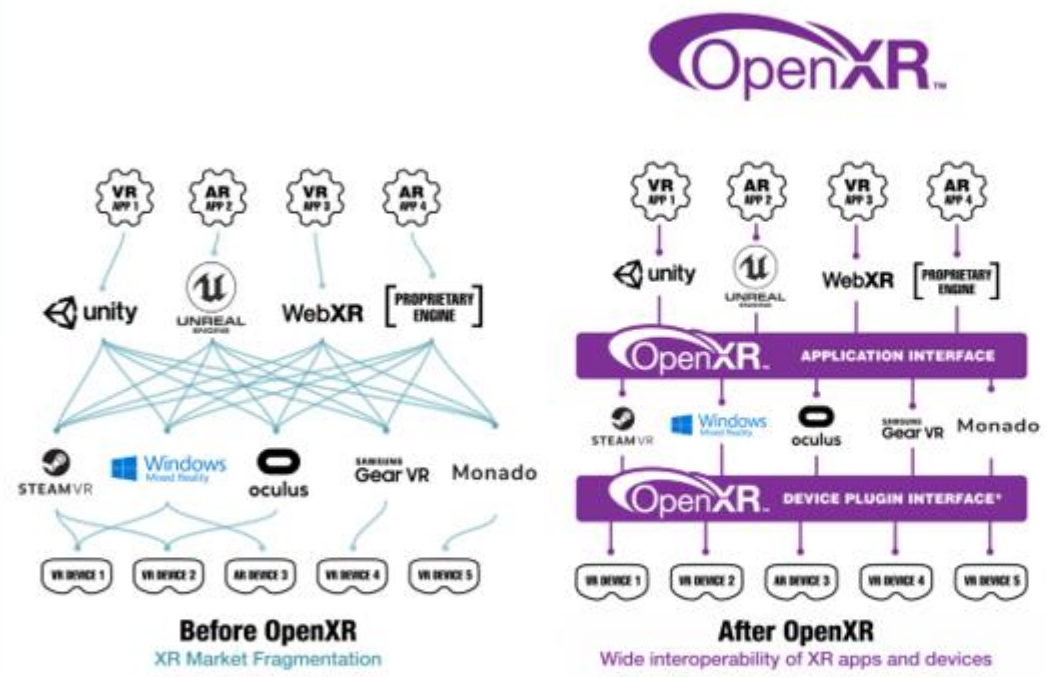 OpenXR™
VR
APP 1
AR
APP 2
VR
APP 3
AR
APP 4
unity
UNREAL
ENGINE
WebXR
PROPRIETARY
ENGINE
STEAMVR
Windows
Mixed Reality
oculus
SAMSUNG
Gear VR
Monado
VR DEVICE 1
VR DEVICE 2
AR DEVICE 3
VR DEVICE 4
VR DEVICE 5
Before OpenXR
XR Market Fragmentation
VR
APP 1
AR
APP 2
VR
APP 3
AR
APP 4
unity
UNREAL
ENGINE
WebXR
PROPRIETARY
ENGINE
OpenXR™ APPLICATION INTERFACE
STEAMVR
Windows
Mixed Reality
oculus
SAMSUNG
Gear VR
Monado
OpenXR™ DEVICE PLUGIN INTERFACE*
VR DEVICE 1
VR DEVICE 2
AR DEVICE 3
VR DEVICE 4
VR DEVICE 5
After OpenXR
Wide interoperability of XR apps and devices